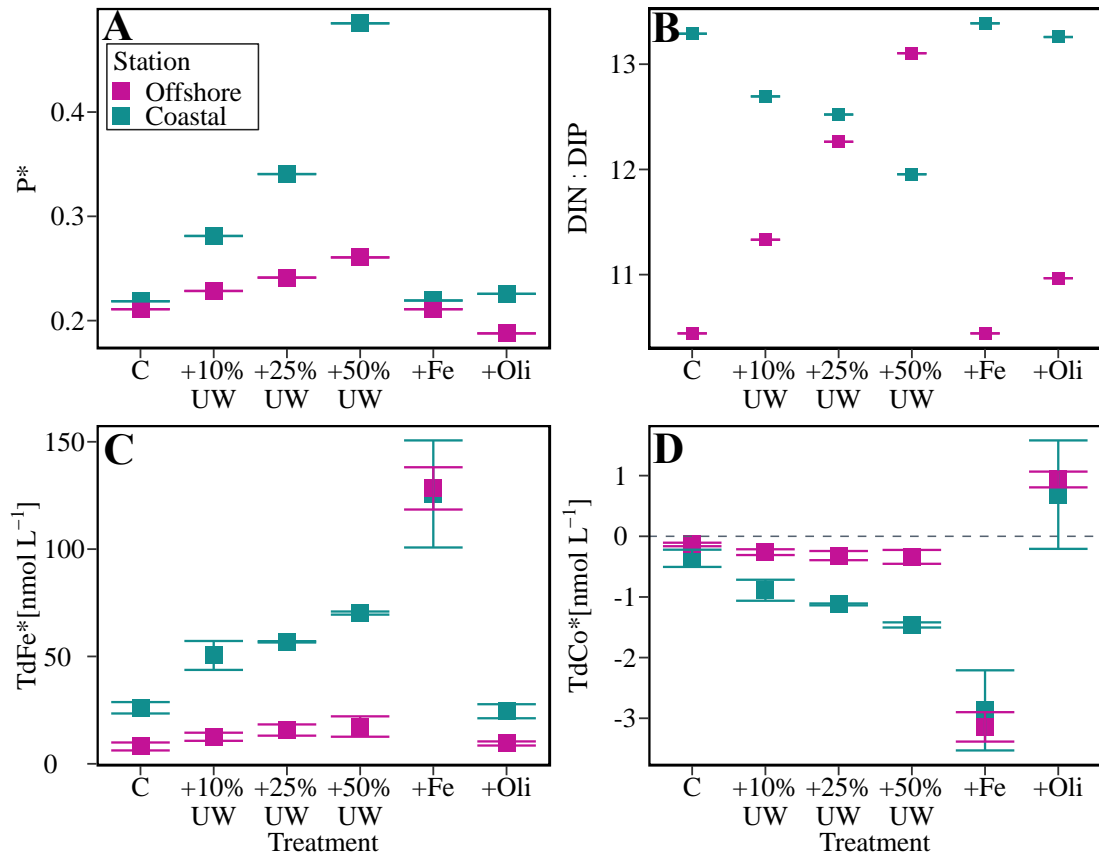 A
Station
Offshore
Coastal
P*
0.4
0.3
0.2
C +10% +25% +50% +Fe +Oli
UW UW UW
B
DIN : DIP
13
12
11
C +10% +25% +50% +Fe +Oli
UW UW UW
C
TdFe*[nmol L⁻¹]
150
100
50
0
C +10% +25% +50% +Fe +Oli
UW UW UW
Treatment
D
TdCo*[nmol L⁻¹]
1
0
-1
-2
-3
C +10% +25% +50% +Fe +Oli
UW UW UW
Treatment